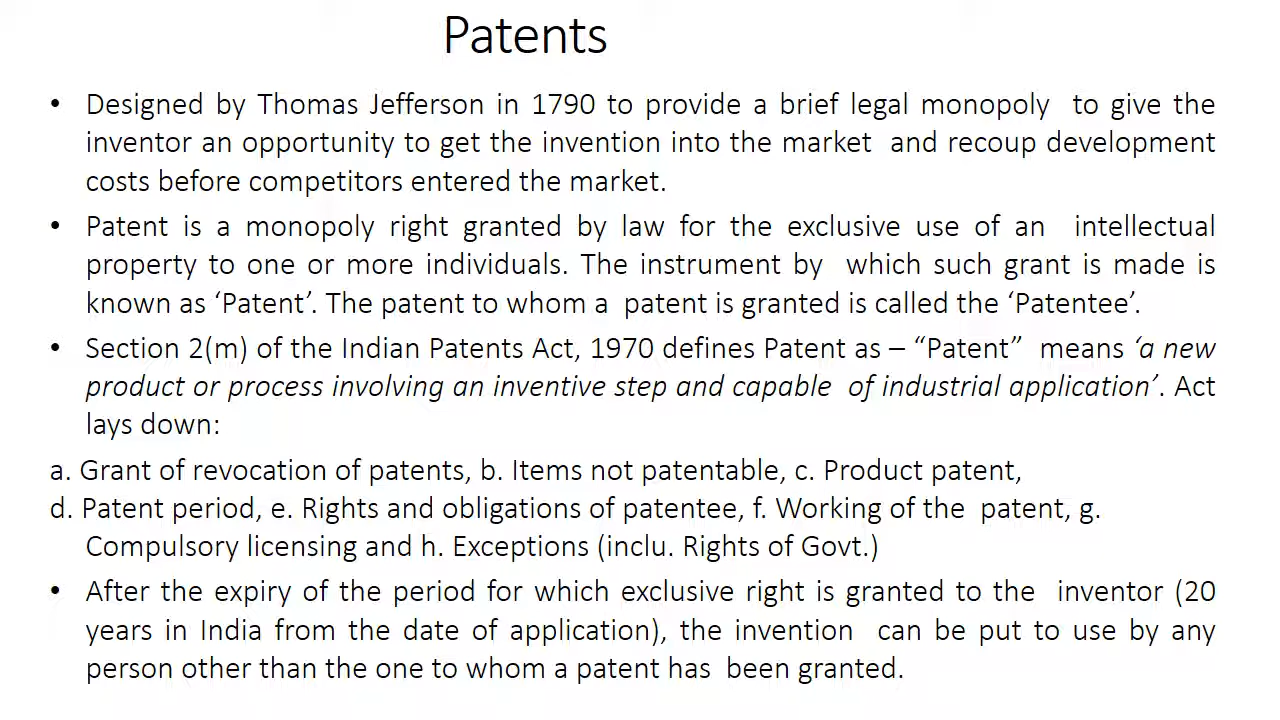 Patents
• Designed by Thomas Jefferson in 1790 to provide a brief legal monopoly to give the
inventor an opportunity to get the invention into the market and recoup development
costs before competitors entered the market.
• Patent is a monopoly right granted by law for the exclusive use of an intellectual
property to one or more individuals. The instrument by which such grant is made is
known as ‘Patent’. The patent to whom a patent is granted is called the ‘Patentee’.
• Section 2(m) of the Indian Patents Act, 1970 defines Patent as – “Patent” means ‘a new
product or process involving an inventive step and capable of industrial application’. Act
lays down:
a. Grant of revocation of patents, b. Items not patentable, c. Product patent,
d. Patent period, e. Rights and obligations of patentee, f. Working of the patent, g.
Compulsory licensing and h. Exceptions (inclu. Rights of Govt.)
• After the expiry of the period for which exclusive right is granted to the inventor (20
years in India from the date of application), the invention can be put to use by any
person other than the one to whom a patent has been granted.